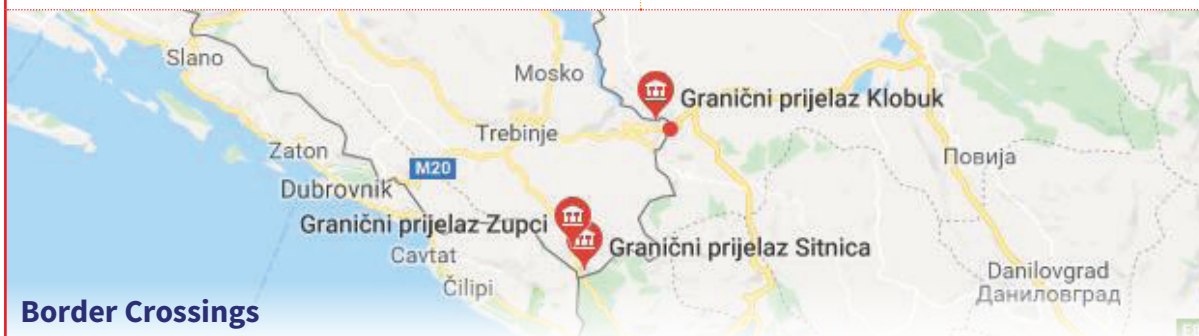 Slano
Mosko
Granični prijelaz Klobuk
Trebinje
Zaton
Повија
M20
Dubrovnik
Granični prijelaz Zupci
Granični prijelaz Sitnica
Cavtat
Danilovgrad
Čilipi
Даниловград
Border Crossings